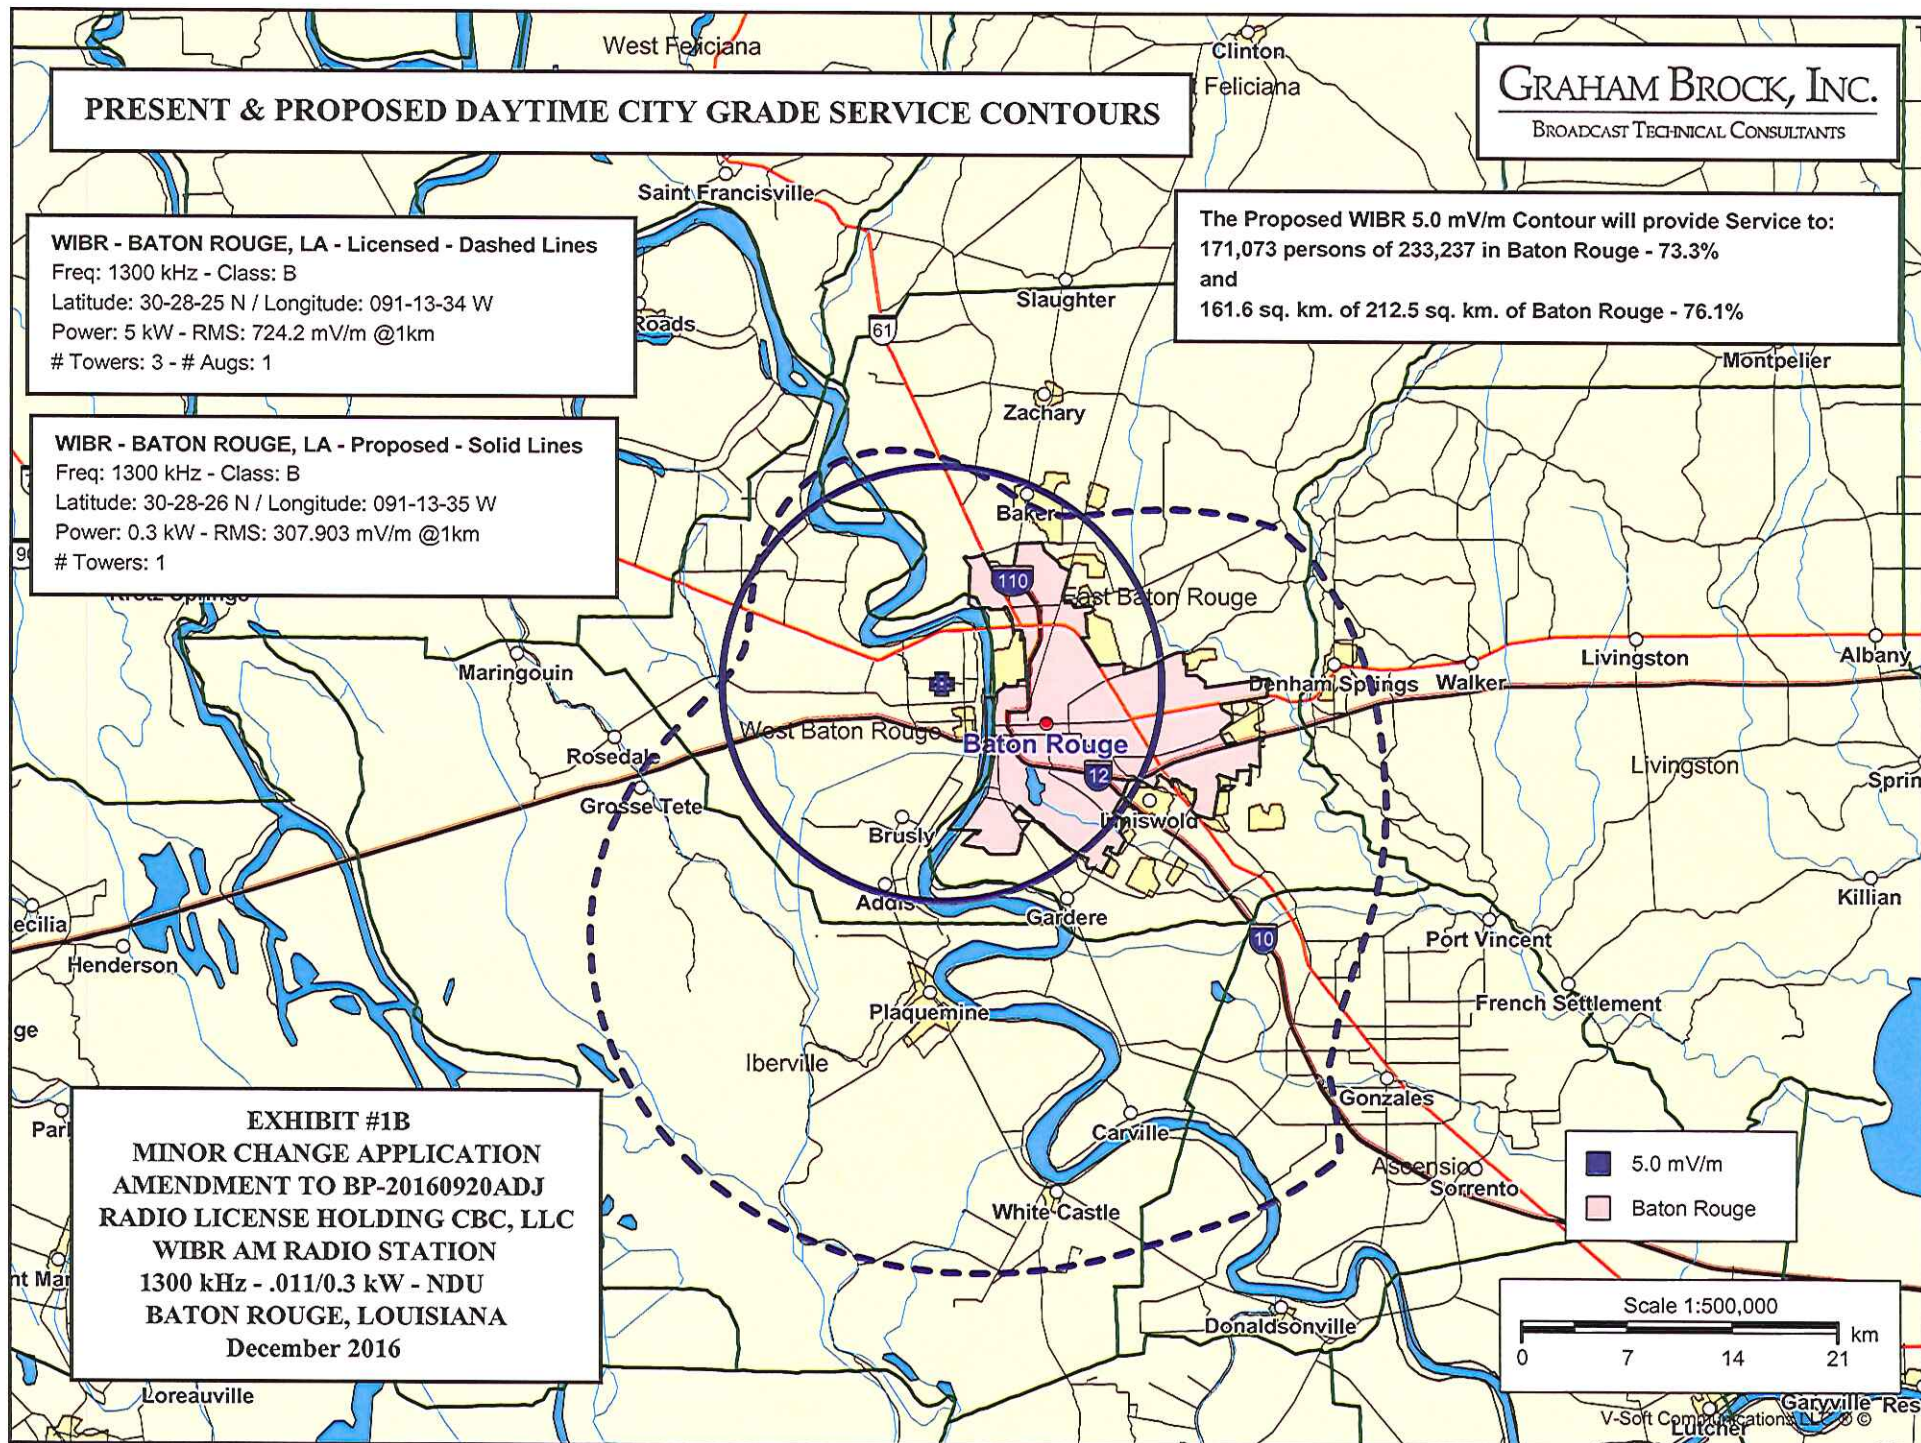 West Feliciana
Clinton
Feliciana
PRESENT & PROPOSED DAYTIME CITY GRADE SERVICE CONTOURS
GRAHAM BROCK, INC.
BROADCAST TECHNICAL CONSULTANTS
Saint Francisville
WIBR - BATON ROUGE, LA - Licensed - Dashed Lines
Freq: 1300 kHz - Class: B
Latitude: 30-28-25 N / Longitude: 091-13-34 W
Power: 5 kW - RMS: 724.2 mV/m @1km
# Towers: 3 - # Augs: 1
The Proposed WIBR 5.0 mV/m Contour will provide Service to:
171,073 persons of 233,237 in Baton Rouge - 73.3%
and
161.6 sq. km. of 212.5 sq. km. of Baton Rouge - 76.1%
Slaughter
Roads
61
Montpelier
Zachary
WIBR - BATON ROUGE, LA - Proposed - Solid Lines
Freq: 1300 kHz - Class: B
Latitude: 30-28-26 N / Longitude: 091-13-35 W
Power: 0.3 kW - RMS: 307.903 mV/m @1km
# Towers: 1
Baker
110
East Baton Rouge
Maringouin
Livingston
Albany
Denham Springs
Walker
West Baton Rouge
Baton Rouge
Rosedale
12
Livingston
Sprin
Grosse Tete
Brusly
Inniswold
Addis
Gardere
Killian
ecilia
Henderson
10
Port Vincent
French Settlement
Plaquemine
ge
Iberville
Gonzales
Carville
Ascensio
Sorrento
White Castle
EXHIBIT #1B
MINOR CHANGE APPLICATION
AMENDMENT TO BP-20160920ADJ
RADIO LICENSE HOLDING CBC, LLC
WIBR AM RADIO STATION
1300 kHz - .011/0.3 kW - NDU
BATON ROUGE, LOUISIANA
December 2016
5.0 mV/m
Baton Rouge
nt Mar
Scale 1:500,000
km
0 7 14 21
Donaldsonville
Loreauville
Garyville
Res
V-Soft Communications LLC ® ©
Lutcher